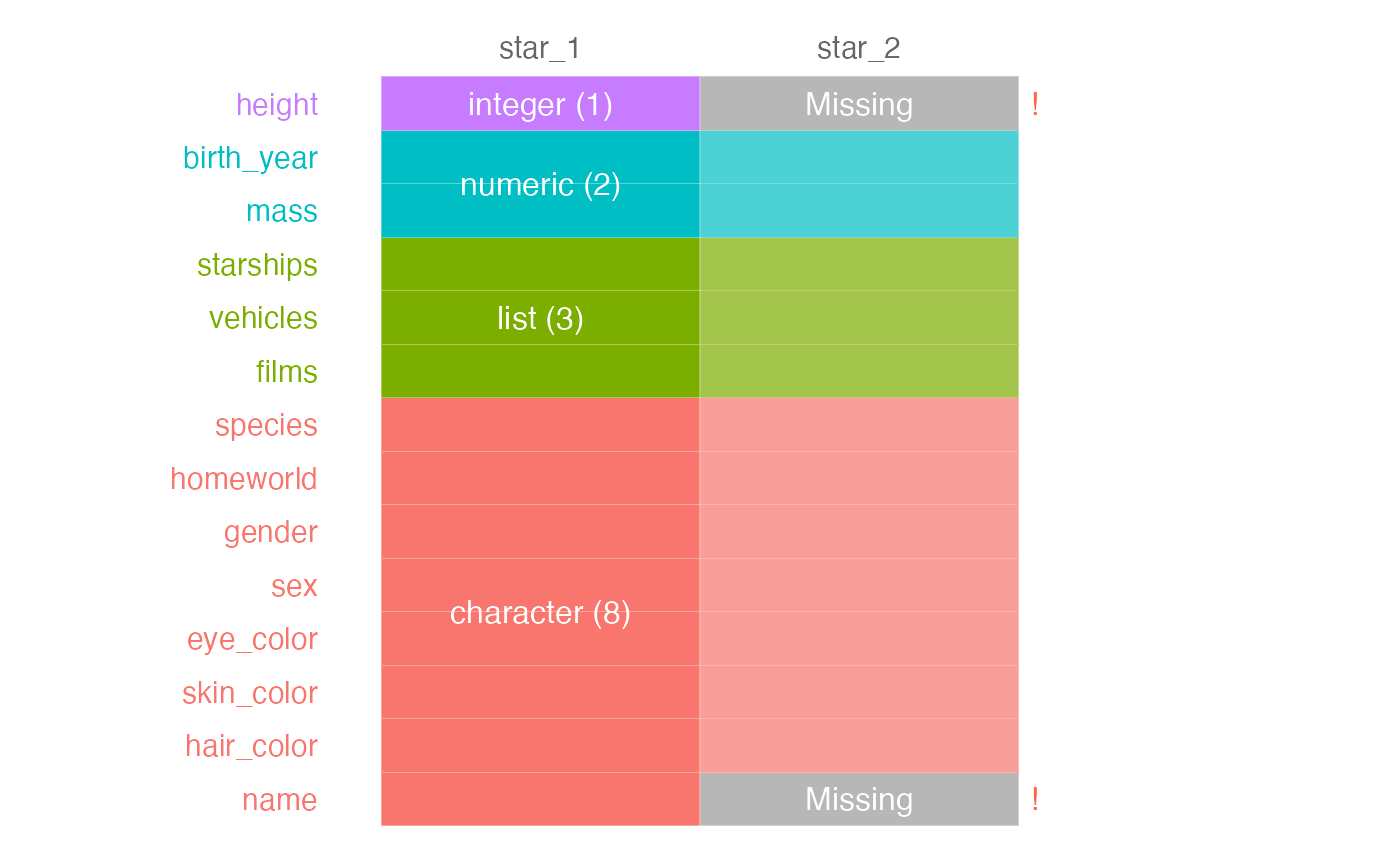 star_1 star_2
height integer (1) Missing !
birth_year
numeric (2)
mass
starships
vehicles list (3)
films
species
homeworld
gender
sex
character (8)
eye_color
skin_color
hair_color
name Missing !